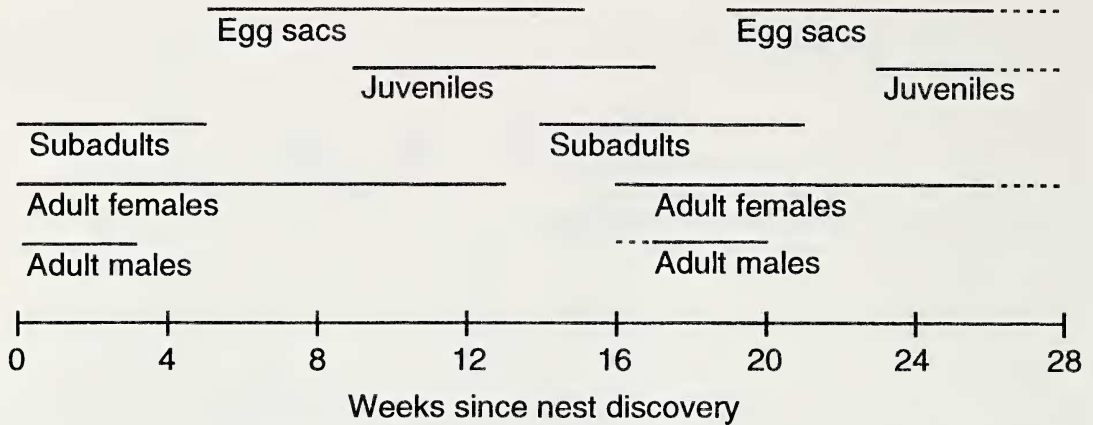 Egg sacs Egg sacs
Juveniles Juveniles
Subadults Subadults
Adult females Adult females
Adult males Adult males
0 4 8 12 16 20 24 28
Weeks since nest discovery